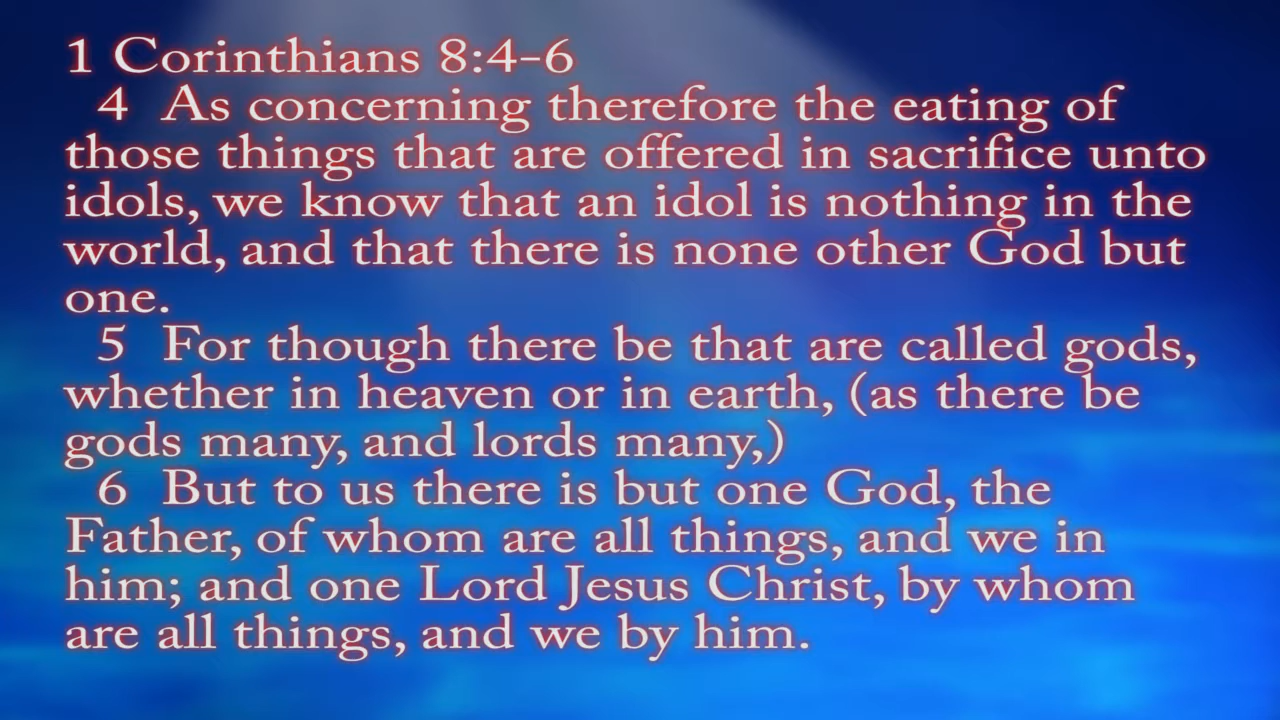 1 Corinthians 8:4-6
4 As concerning therefore the eating of
those things that are offered in sacrifice unto
idols, we know that an idol is nothing in the
world, and that there is none other God but
one.
5 For though there be that are called gods,
whether in heaven or in earth, (as there be
gods many, and lords many,)
6 But to us there is but one God, the
Father, of whom are all things, and we in
him; and one Lord Jesus Christ, by whom
are all things, and we by him.